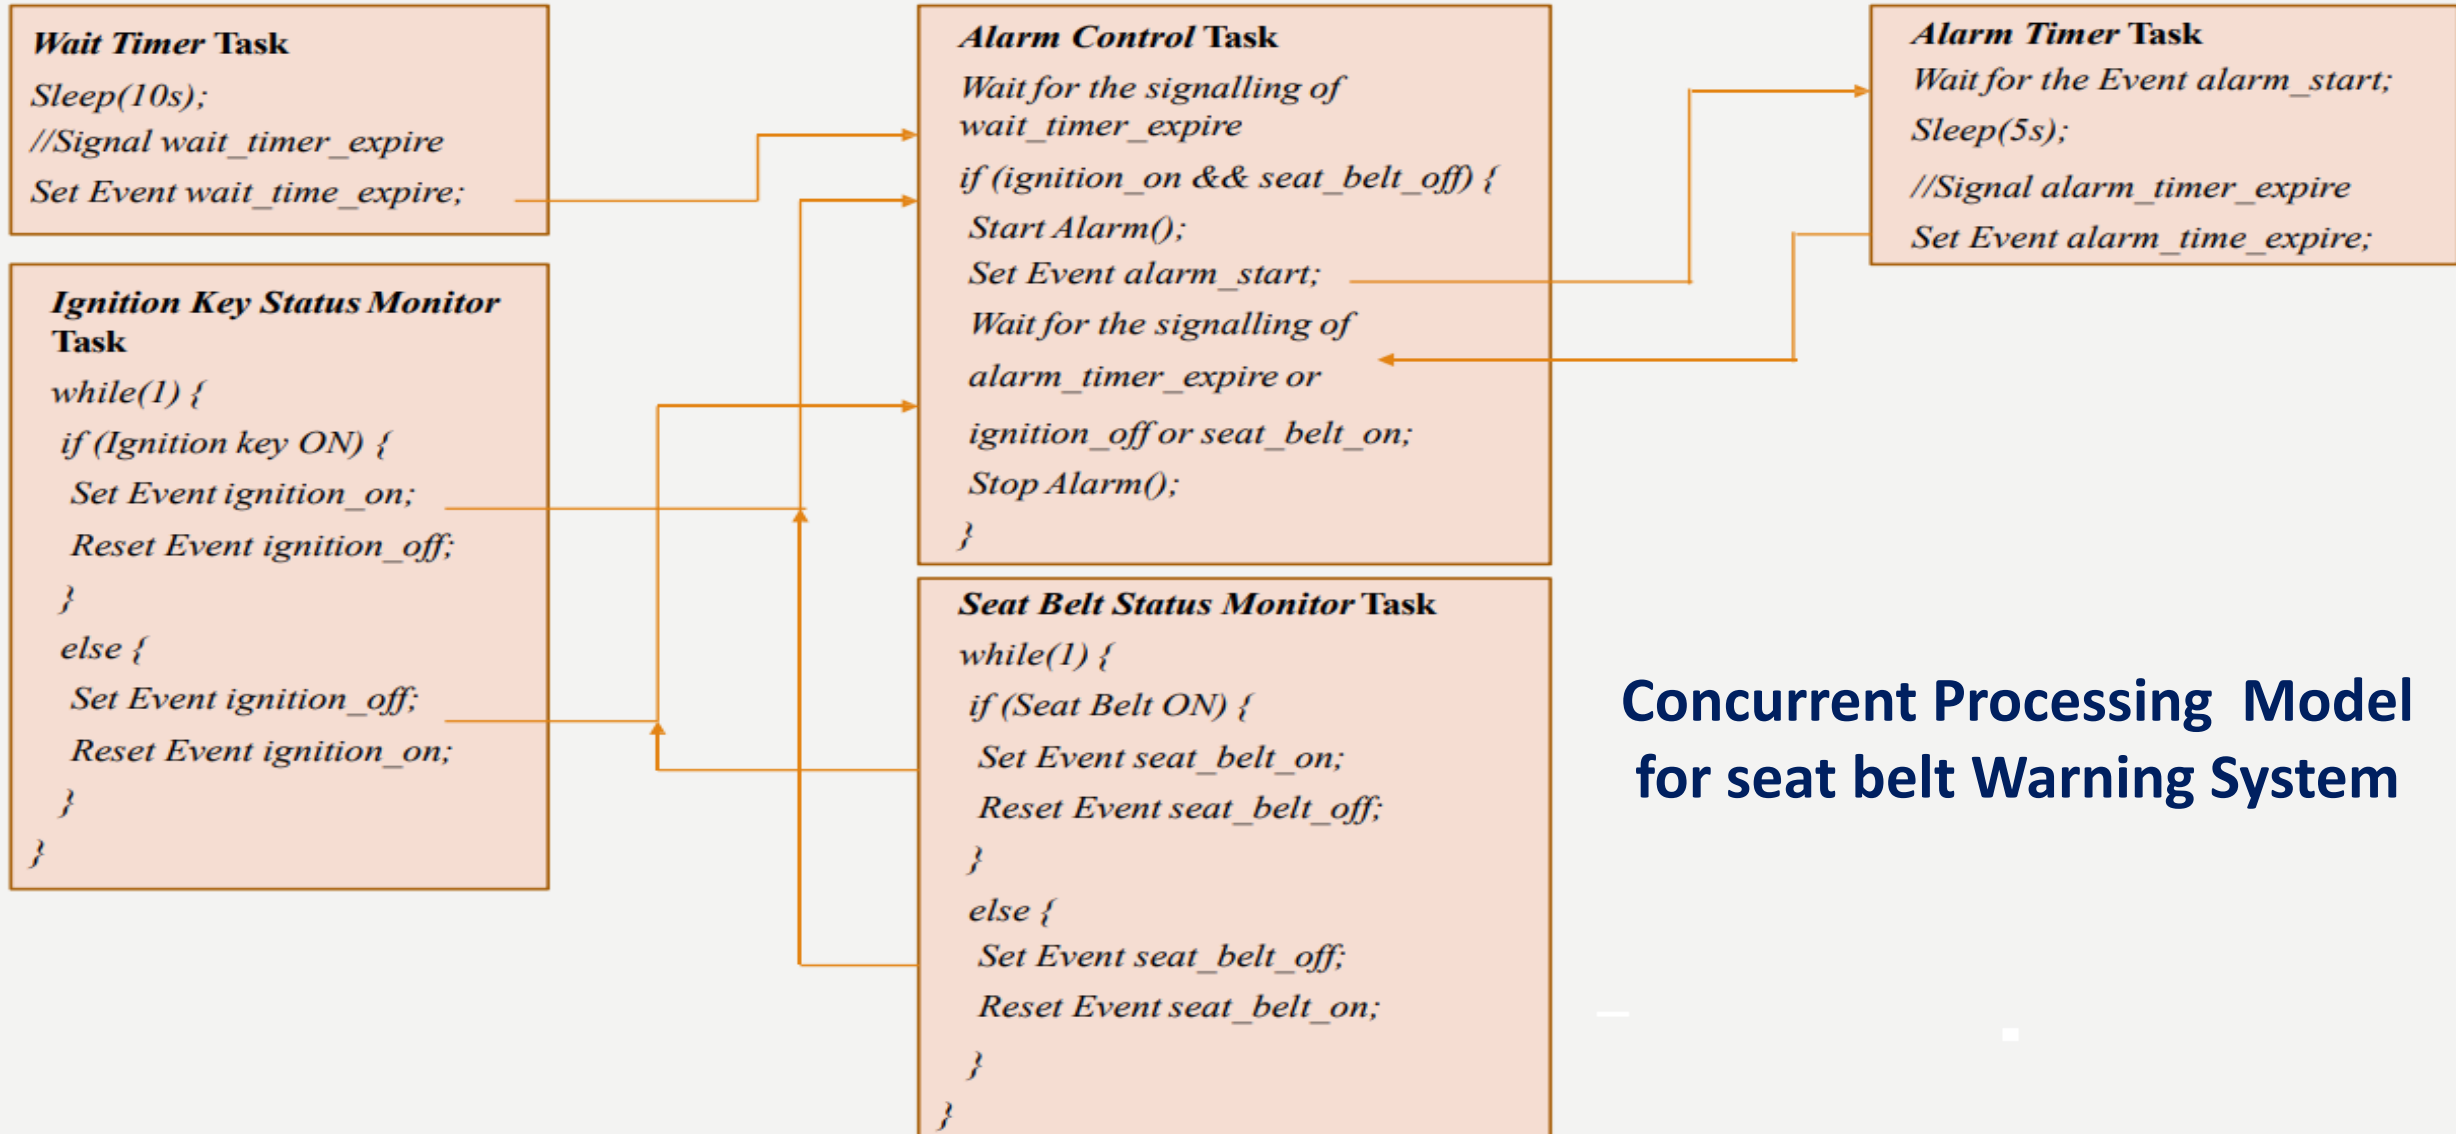 Wait Timer Task
Sleep(10s);
//Signal wait_timer_expire
Set Event wait_time_expire;
Ignition Key Status Monitor
Task
while(1) {
if (Ignition key ON) {
Set Event ignition_on;
Reset Event ignition_off;
}
else {
Set Event ignition_off;
Reset Event ignition_on;
}
}
Alarm Control Task
Wait for the signalling of
wait_timer_expire
if (ignition_on && seat_belt_off) {
Start Alarm();
Set Event alarm_start;
Wait for the signalling of
alarm_timer_expire or
ignition_off or seat_belt_on;
Stop Alarm();
}
Seat Belt Status Monitor Task
while(1) {
if (Seat Belt ON) {
Set Event seat_belt_on;
Reset Event seat_belt_off;
}
else {
Set Event seat_belt_off;
Reset Event seat_belt_on;
}
}
Alarm Timer Task
Wait for the Event alarm_start;
Sleep(5s);
//Signal alarm_timer_expire
Set Event alarm_time_expire;
Concurrent Processing Model
for seat belt Warning System